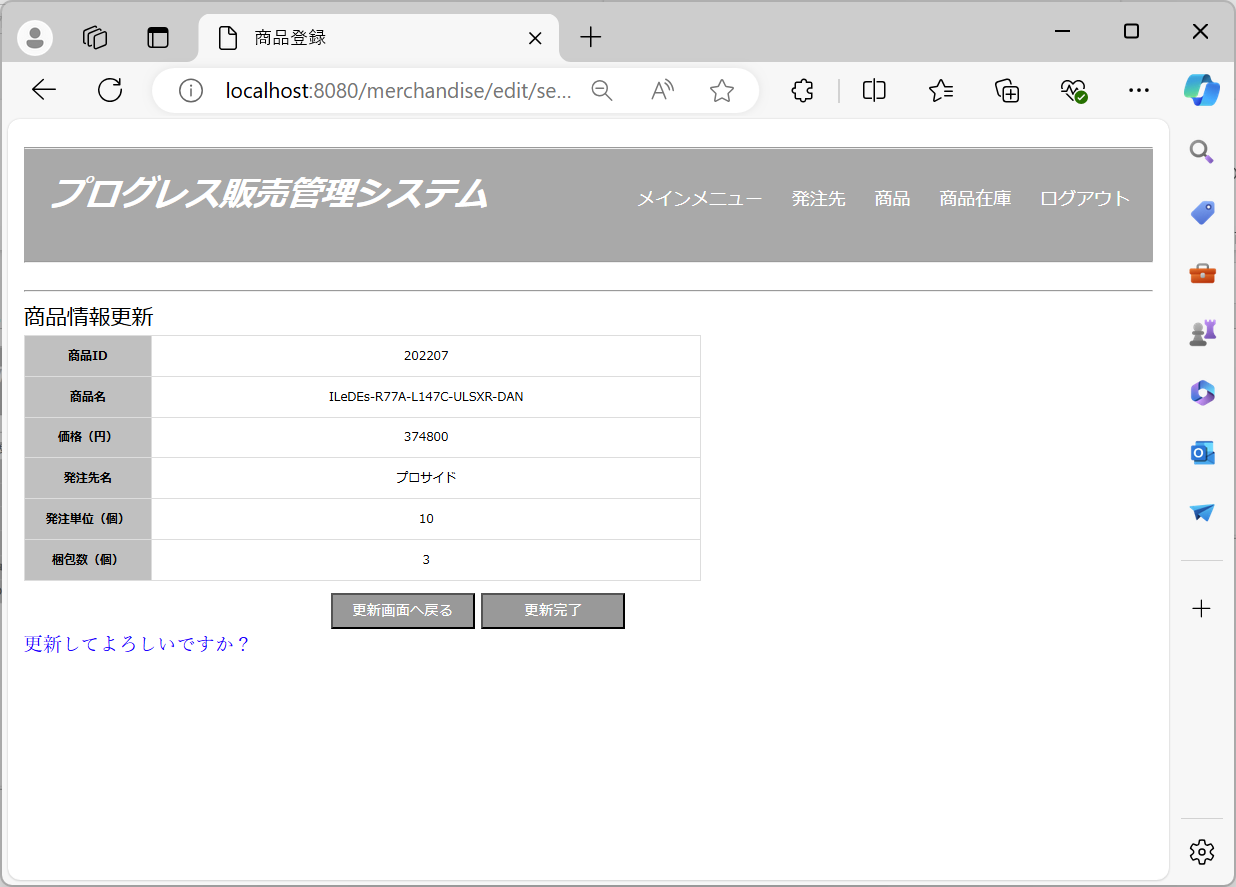 商品登録
localhost:8080/merchandise/edit/se...
プログレス販売管理システム
メインメニュー 発注先 商品 商品在庫 ログアウト
商品情報更新
商品ID 202207
商品名 ILeDEs-R77A-L147C-ULSXR-DAN
価格（円） 374800
発注先名 プロサイド
発注単位（個） 10
梱包数（個） 3
更新画面へ戻る 更新完了
更新してよろしいですか？